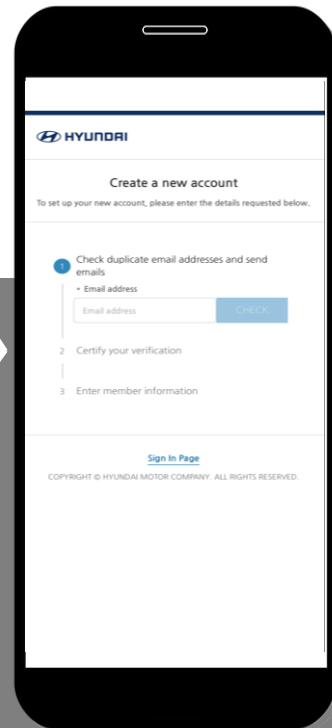 HYUNDAI
Create a new account
To set up your new account, please enter the details requested below.
1 Check duplicate email addresses and send
emails
• Email address
Email address CHECK
2 Certify your verification
3 Enter member information
Sign In Page
COPYRIGHT © HYUNDAI MOTOR COMPANY. ALL RIGHTS RESERVED.